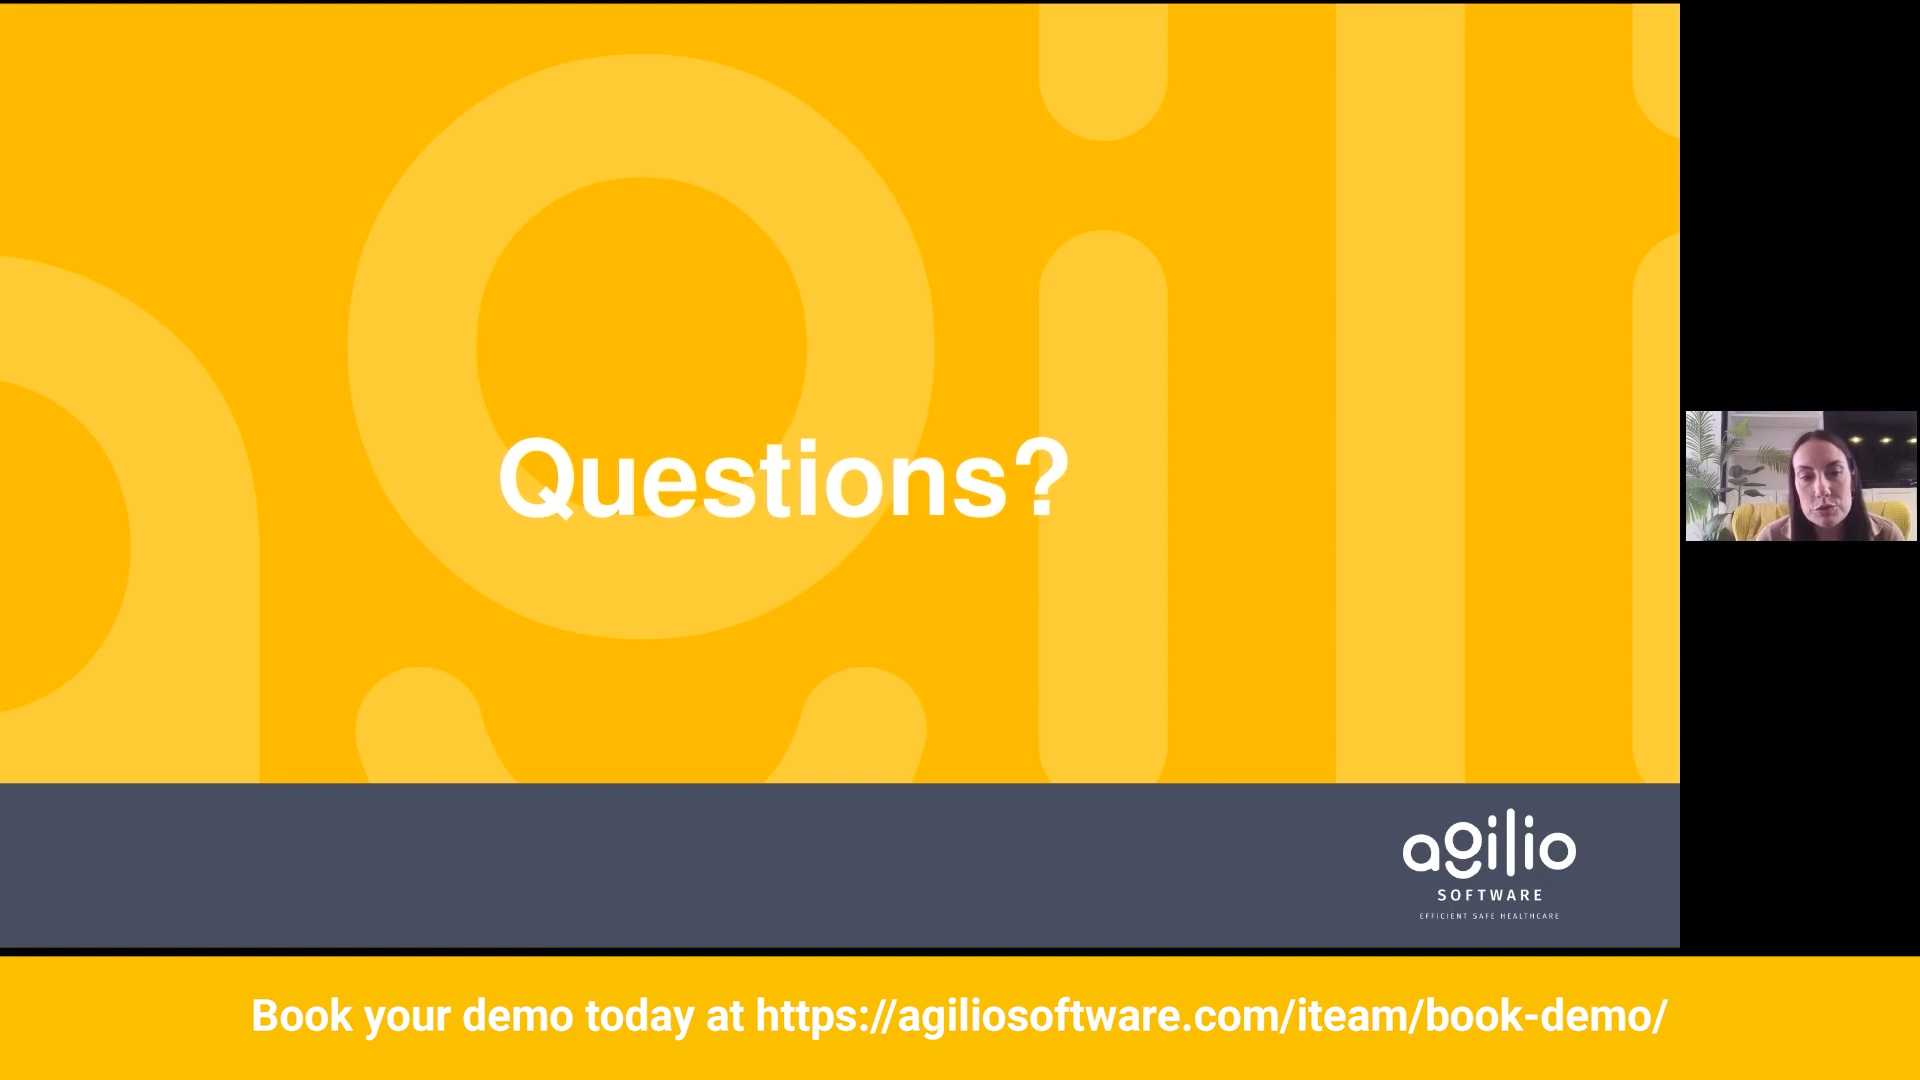 Questions?
agilio
SOFTWARE
EFFICIENT SAFE HEALTHCARE
Book your demo today at https://agiliosoftware.com/iteam/book-demo/